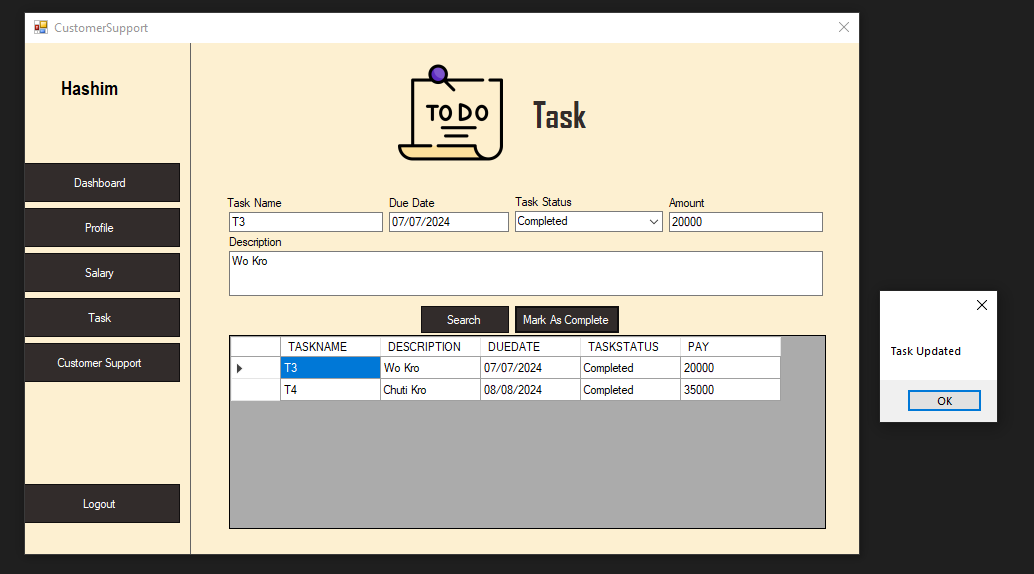 CustomerSupport
Hashim
TO DO
Task
Dashboard
Profile
Salary
Task
Customer Support
Logout
Task Name Due Date Task Status Amount
T3 07/07/2024 Completed 20000
Description
Wo Kro
Search Mark As Complete
TASKNAME DESCRIPTION DUEDATE TASKSTATUS PAY
T3 Wo Kro 07/07/2024 Completed 20000
T4 Chuti Kro 08/08/2024 Completed 35000
Task Updated
OK